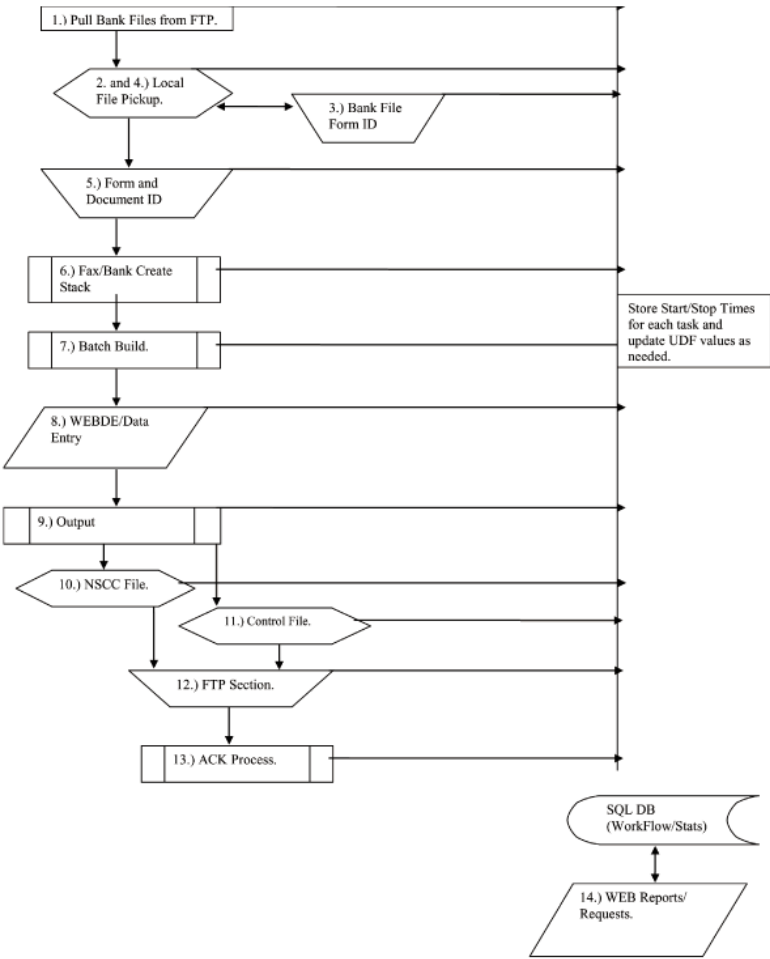 1.) Pull Bank Files from FTP.
2. and 4.) Local
File Pickup.
3.) Bank File
Form ID
5.) Form and
Document ID
6.) Fax/Bank Create
Stack
Store Start/Stop Times
for each task and
update UDF values as
needed.
7.) Batch Build.
8.) WEBDE/Data
Entry
9.) Output
10.) NSCC File.
11.) Control File.
12.) FTP Section.
13.) ACK Process.
SQL DB
(WorkFlow/Stats)
14.) WEB Reports/
Requests.